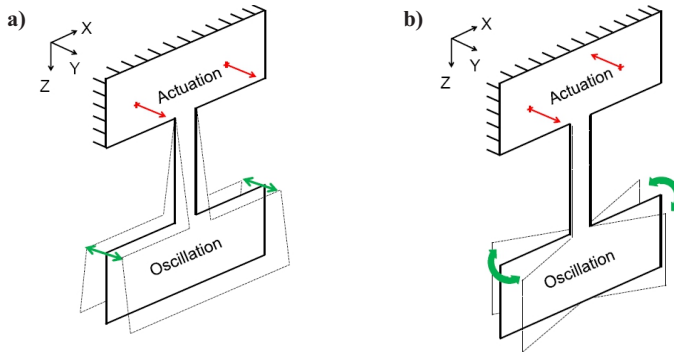 a)
X
Y
Z
Actuation
Oscillation
b)
X
Y
Z
Actuation
Oscillation